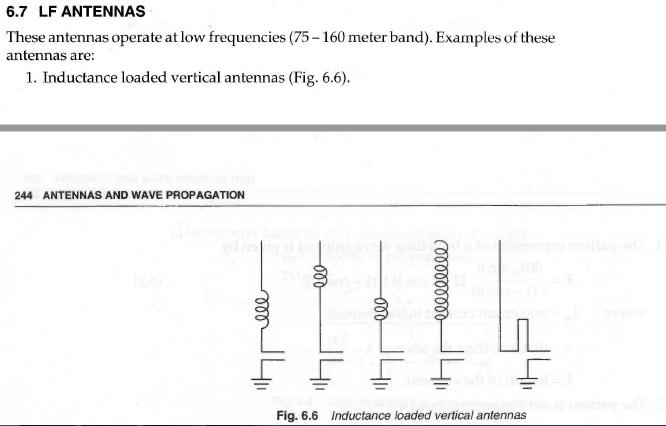 6.7 LF ANTENNAS
These antennas operate at low frequencies (75 – 160 meter band). Examples of these
antennas are:
1. Inductance loaded vertical antennas (Fig. 6.6).
244 ANTENNAS AND WAVE PROPAGATION
Fig. 6.6 Inductance loaded vertical antennas